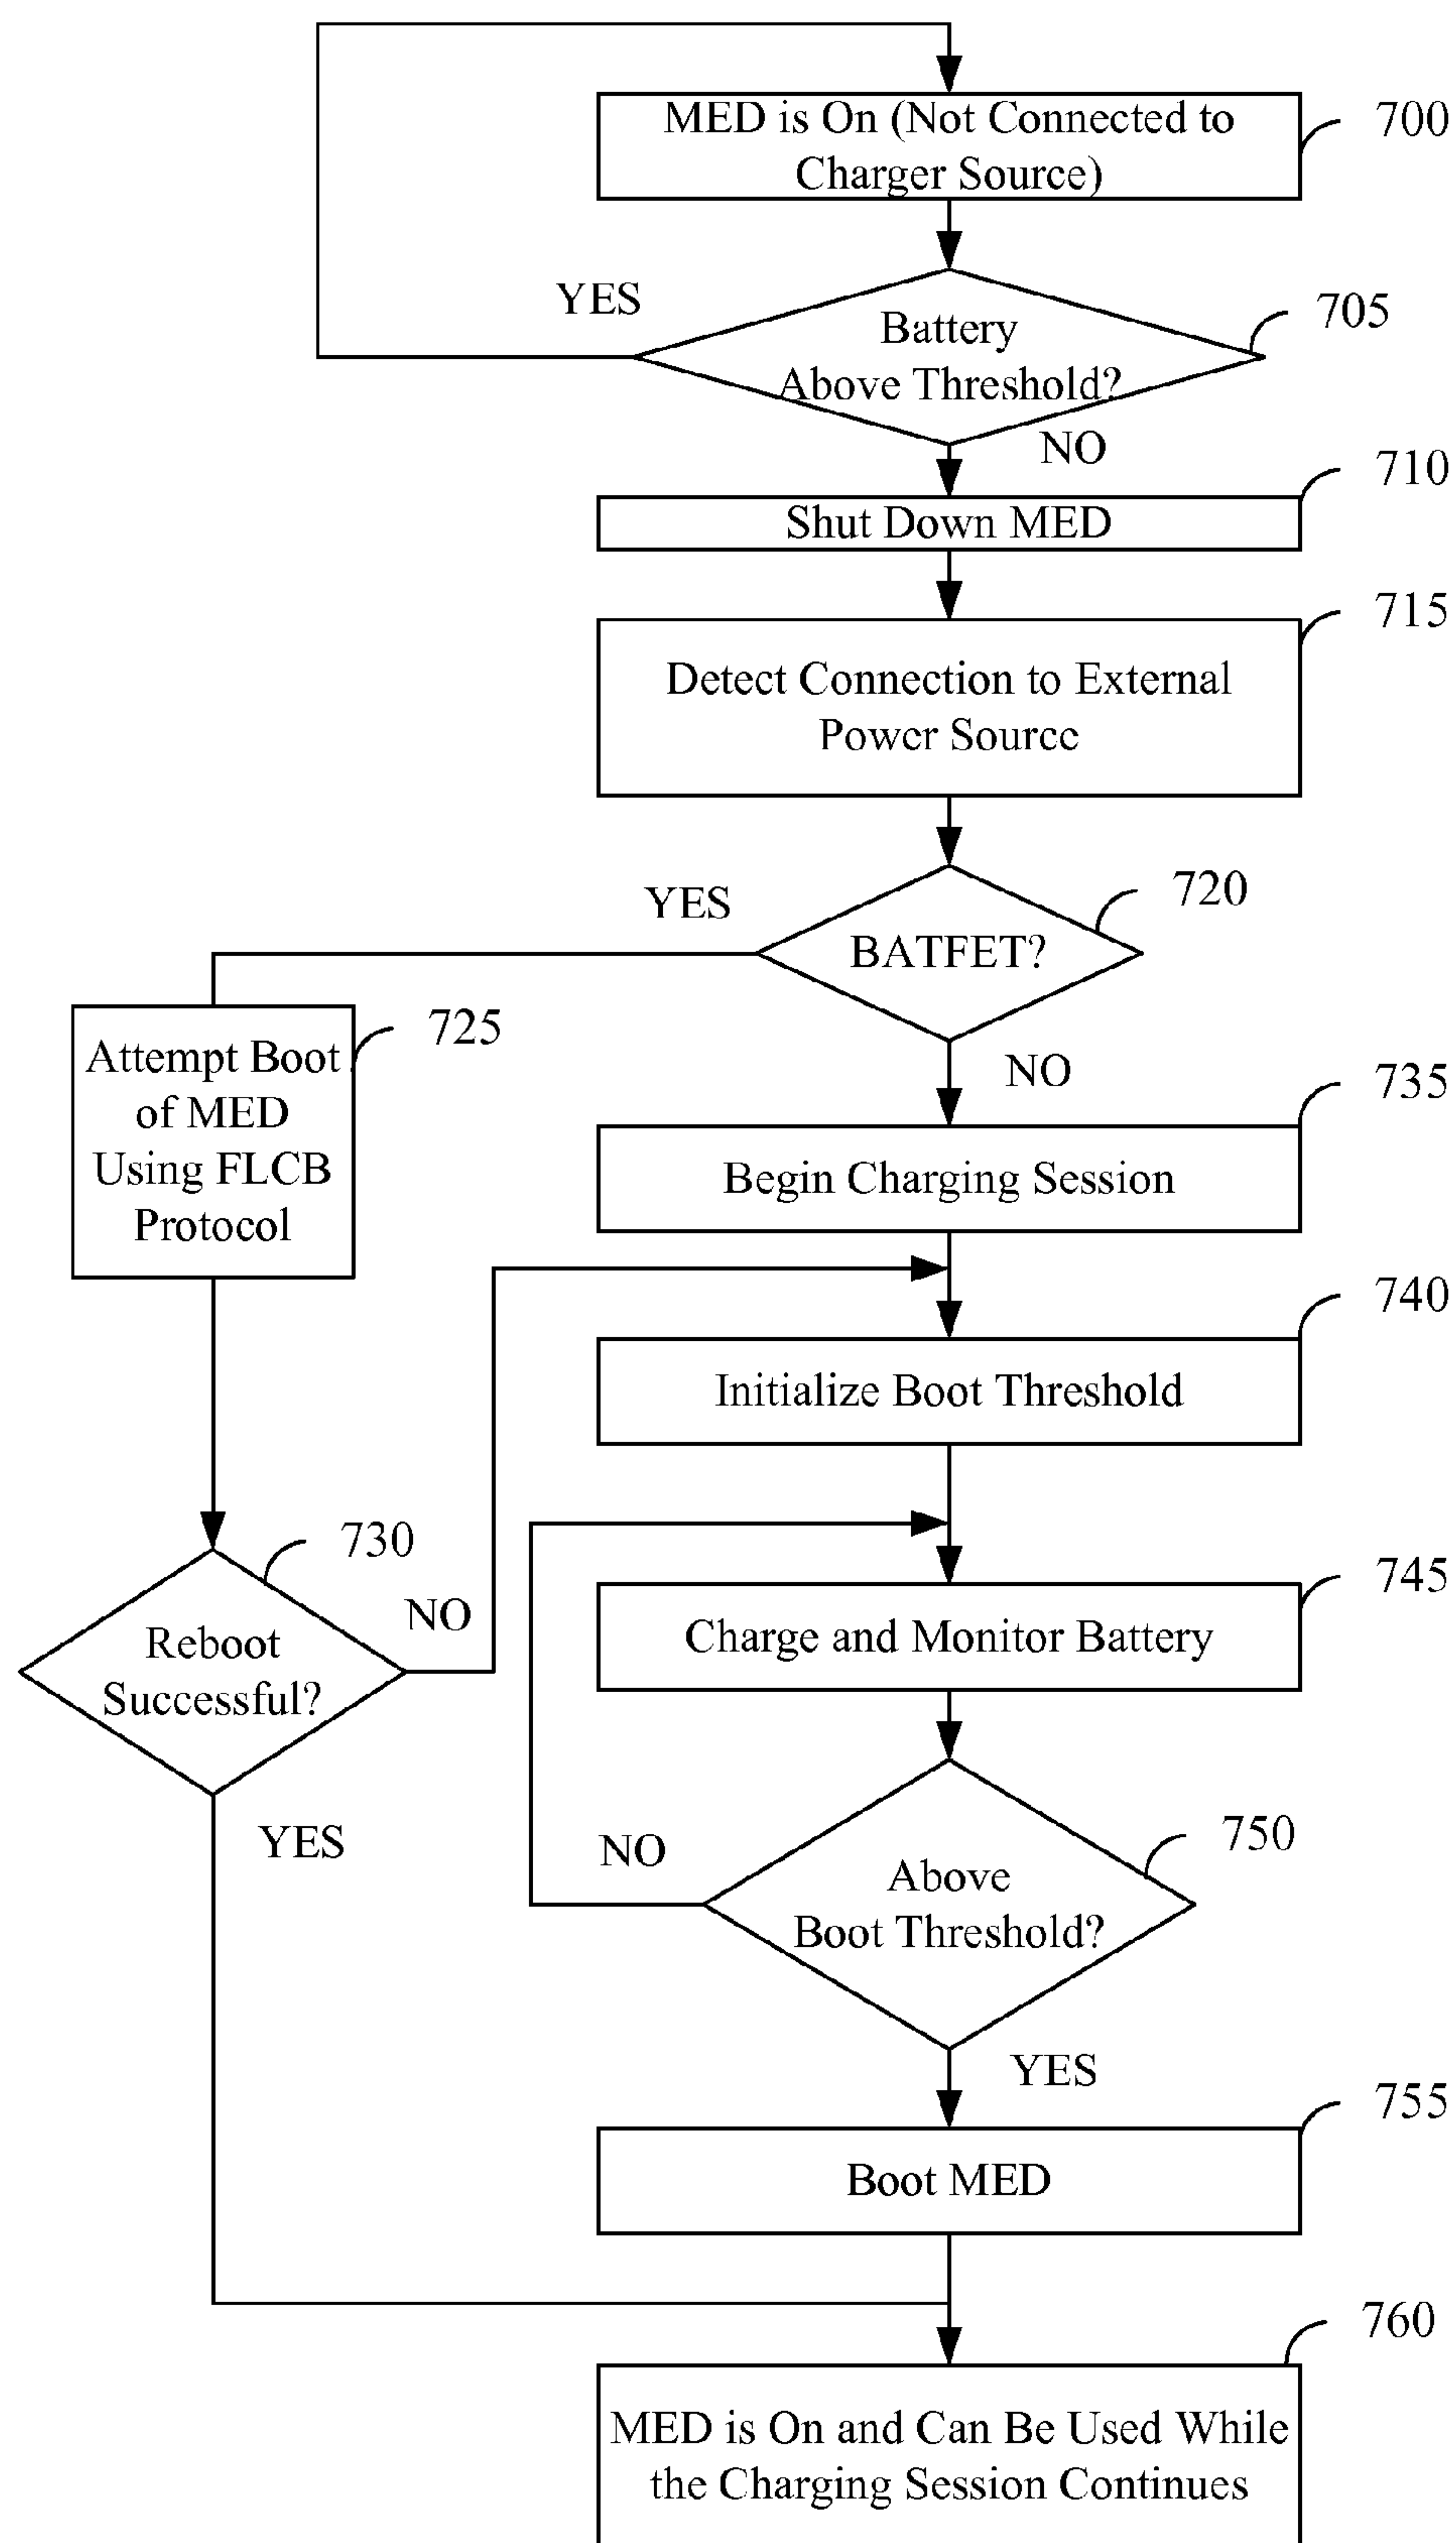 MED is On (Not Connected to
Charger Source)
700
YES
Battery
Above Threshold?
705
NO
Shut Down MED
710
Detect Connection to External
Power Source
715
YES
BATFET?
720
Attempt Boot
of MED
Using FLCB
Protocol
725
NO
Begin Charging Session
735
Initialize Boot Threshold
740
Reboot
Successful?
730
NO
YES
Charge and Monitor Battery
745
NO
Above
Boot Threshold?
750
YES
Boot MED
755
MED is On and Can Be Used While
the Charging Session Continues
760